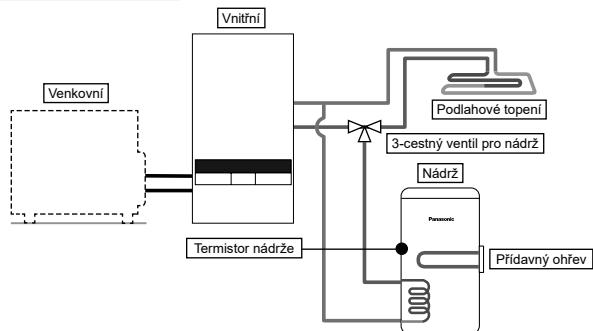 Vnitřní
Venkovní
Podlahové topení
3-cestný ventil pro nádrž
Nádrž
Panasonic
Termistor nádrže
Přídavný ohřev